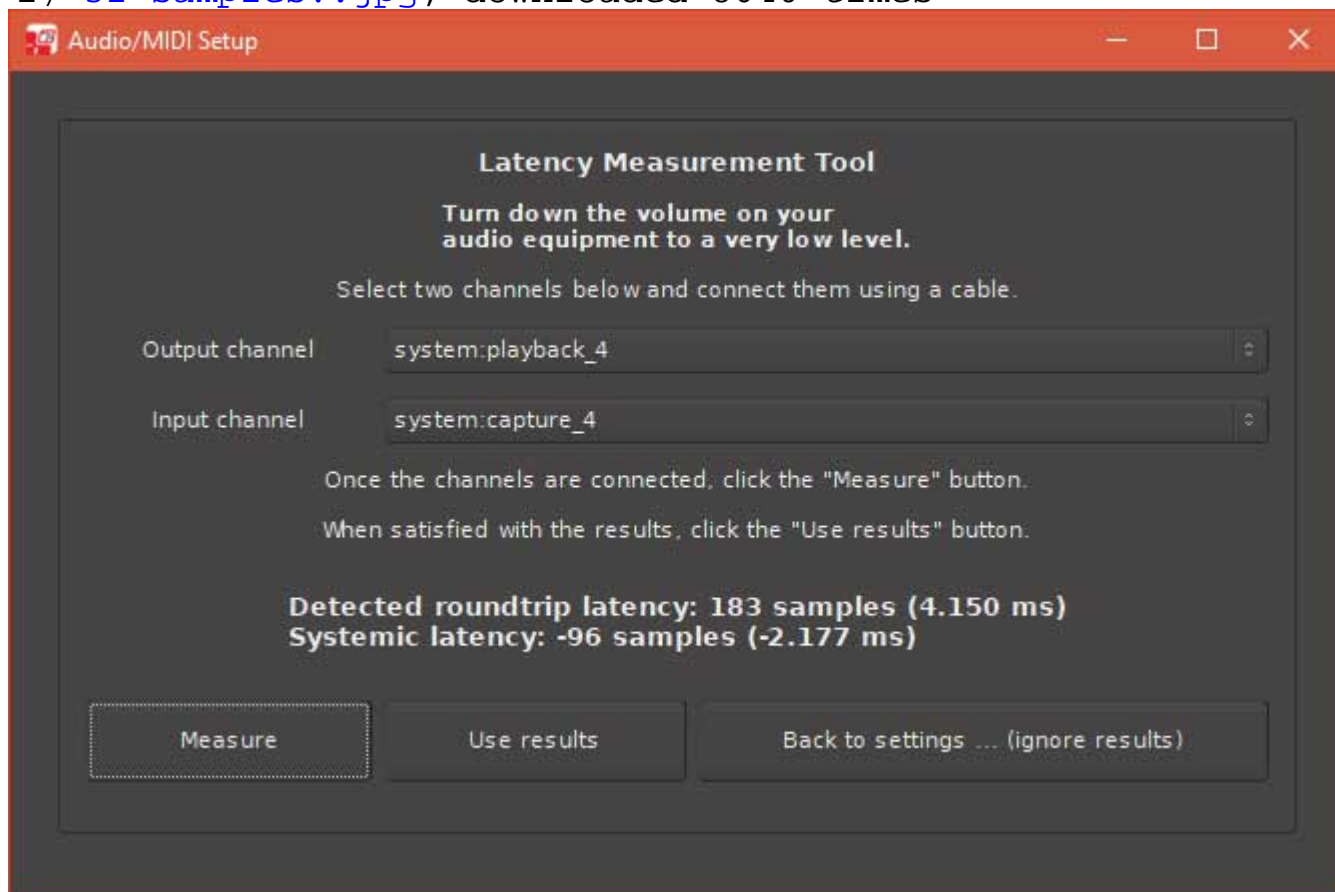 Audio/MIDI Setup
Latency Measurement Tool
Turn down the volume on your
audio equipment to a very low level.
Select two channels below and connect them using a cable.
Output channel system:playback_4
Input channel system:capture_4
Once the channels are connected, click the "Measure" button.
When satisfied with the results, click the "Use results" button.
Detected roundtrip latency: 183 samples (4.150 ms)
Systemic latency: -96 samples (-2.177 ms)
Measure Use results Back to settings ... (ignore results)